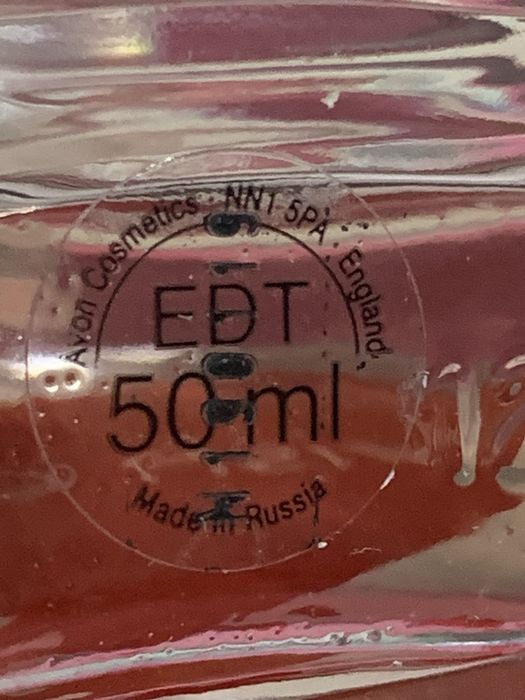 Avon Cosmetics · NN1 5PA · England,
EDT
50 ml
Made in Russia